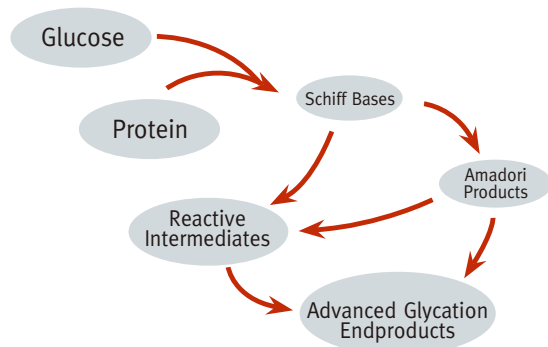 Glucose
Protein
Schiff Bases
Amadori
Products
Reactive
Intermediates
Advanced Glycation
Endproducts